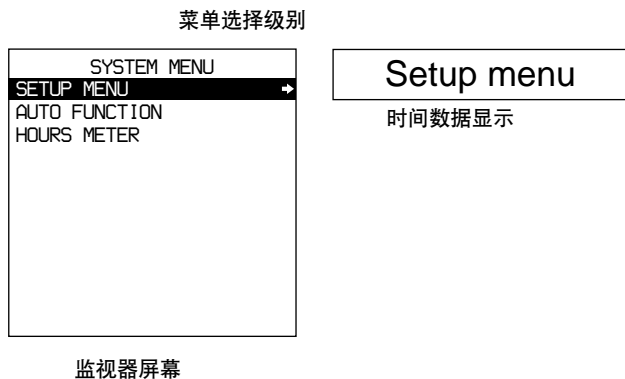 菜单选择级别
SYSTEM MENU
SETUP MENU
AUTO FUNCTION
HOURS METER
Setup menu
时间数据显示
监视器屏幕